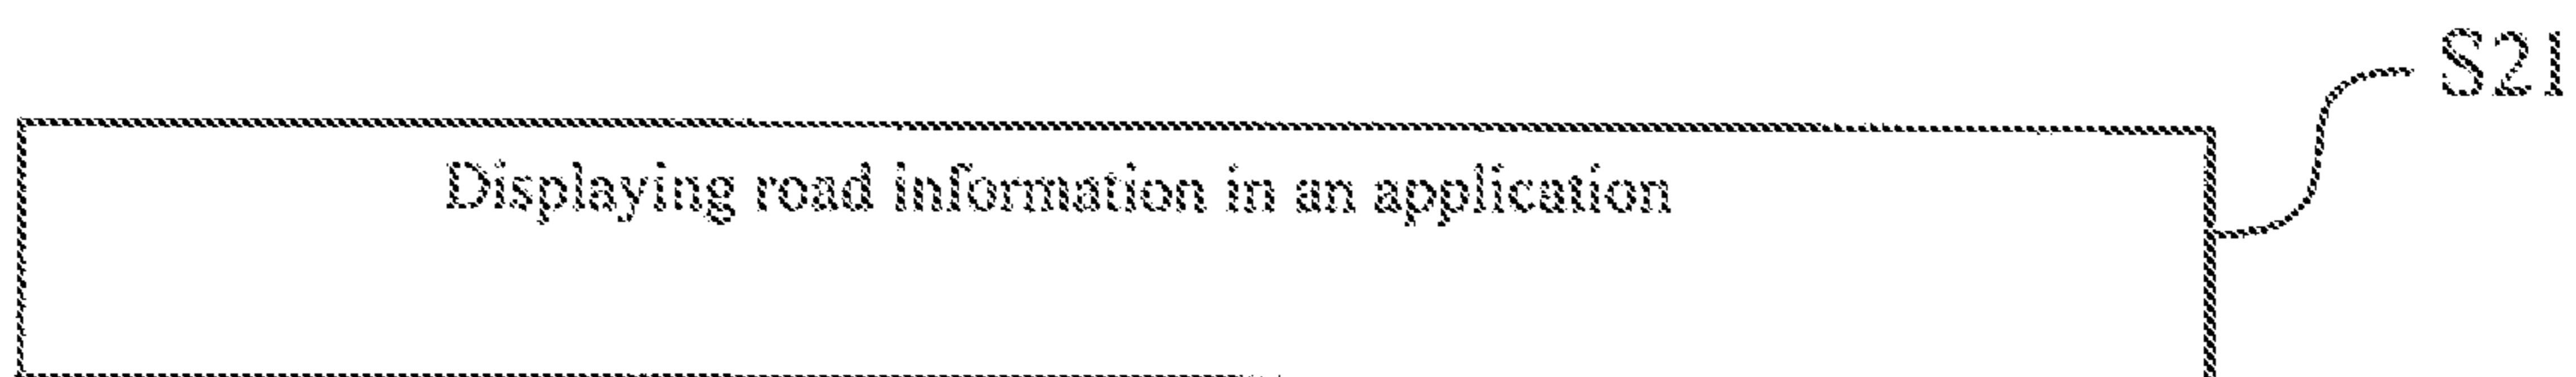 S21
Displaying road information in an application